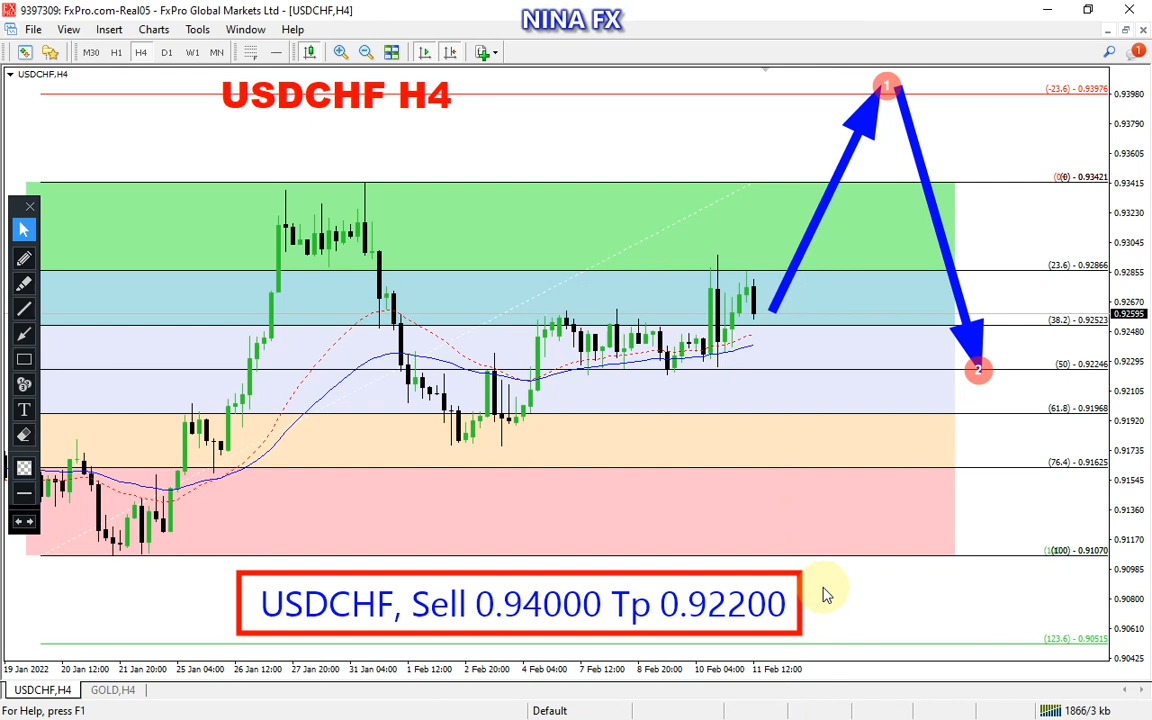 9397309: FxPro.com-Real05 - FxPro Global Markets Ltd - [USDCHF,H4]
NINA FX
File View Insert Charts Tools Window Help
M30 H1 H4 D1 W1 MN
1
USDCHF,H4
USDCHF H4
1
2
(-23.6) - 0.93976
0.93421
(23.6) - 0.92866
(38.2) - 0.92523
(50) - 0.92246
(61.8) - 0.91968
(76.4) - 0.91625
(100) - 0.91070
(123.6) - 0.90515
0.93980
0.93790
0.93605
0.93415
0.93230
0.93045
0.92855
0.92670
0.92595
0.92480
0.92295
0.92105
0.91920
0.91735
0.91545
0.91360
0.91170
0.90985
0.90800
0.90610
0.90425
T
USDCHF, Sell 0.94000 Tp 0.92200
19 Jan 2022 20 Jan 12:00 21 Jan 20:00 25 Jan 04:00 26 Jan 12:00 27 Jan 20:00 31 Jan 04:00 1 Feb 12:00 2 Feb 20:00 4 Feb 04:00 7 Feb 12:00 8 Feb 20:00 10 Feb 04:00 11 Feb 12:00
USDCHF,H4 GOLD,H4
For Help, press F1 Default 1866/3 kb